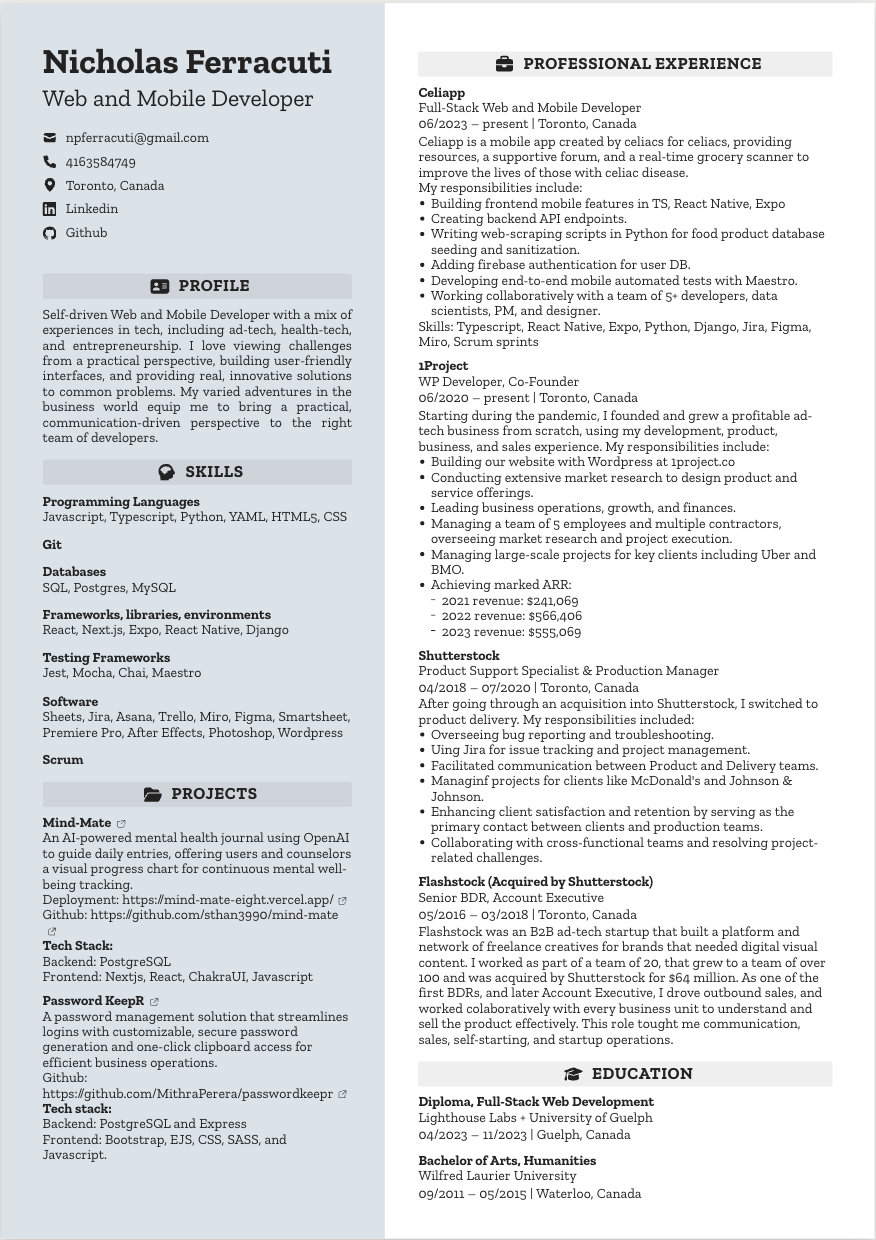 Nicholas Ferracuti
Web and Mobile Developer
npferracuti@gmail.com
4163584749
Toronto, Canada
Linkedin
Github
PROFILE
Self-driven Web and Mobile Developer with a mix of
experiences in tech, including ad-tech, health-tech,
and entrepreneurship. I love viewing challenges
from a practical perspective, building user-friendly
interfaces, and providing real, innovative solutions
to common problems. My varied adventures in the
business world equip me to bring a practical,
communication-driven perspective to the right
team of developers.
SKILLS
Programming Languages
Javascript, Typescript, Python, YAML, HTML5, CSS
Git
Databases
SQL, Postgres, MySQL
Frameworks, libraries, environments
React, Next.js, Expo, React Native, Django
Testing Frameworks
Jest, Mocha, Chai, Maestro
Software
Sheets, Jira, Asana, Trello, Miro, Figma, Smartsheet,
Premiere Pro, After Effects, Photoshop, Wordpress
Scrum
PROJECTS
Mind-Mate
An AI-powered mental health journal using OpenAI
to guide daily entries, offering users and counselors
a visual progress chart for continuous mental well-
being tracking.
Deployment: https://mind-mate-eight.vercel.app/
Github: https://github.com/sthan3990/mind-mate
Tech Stack:
Backend: PostgreSQL
Frontend: Nextjs, React, ChakraUI, Javascript
Password KeepR
A password management solution that streamlines
logins with customizable, secure password
generation and one-click clipboard access for
efficient business operations.
Github:
https://github.com/MithraPerera/passwordkeepr
Tech stack:
Backend: PostgreSQL and Express
Frontend: Bootstrap, EJS, CSS, SASS, and
Javascript.
PROFESSIONAL EXPERIENCE
Celiapp
Full-Stack Web and Mobile Developer
06/2023 – present | Toronto, Canada
Celiapp is a mobile app created by celiacs for celiacs, providing
resources, a supportive forum, and a real-time grocery scanner to
improve the lives of those with celiac disease.
My responsibilities include:
• Building frontend mobile features in TS, React Native, Expo
• Creating backend API endpoints.
• Writing web-scraping scripts in Python for food product database
seeding and sanitization.
• Adding firebase authentication for user DB.
• Developing end-to-end mobile automated tests with Maestro.
• Working collaboratively with a team of 5+ developers, data
scientists, PM, and designer.
Skills: Typescript, React Native, Expo, Python, Django, Jira, Figma,
Miro, Scrum sprints
1Project
WP Developer, Co-Founder
06/2020 – present | Toronto, Canada
Starting during the pandemic, I founded and grew a profitable ad-
tech business from scratch, using my development, product,
business, and sales experience. My responsibilities include:
• Building our website with Wordpress at 1project.co
• Conducting extensive market research to design product and
service offerings.
• Leading business operations, growth, and finances.
• Managing a team of 5 employees and multiple contractors,
overseeing market research and project execution.
• Managing large-scale projects for key clients including Uber and
BMO.
• Achieving marked ARR:
- 2021 revenue: $241,069
- 2022 revenue: $566,406
- 2023 revenue: $555,069
Shutterstock
Product Support Specialist & Production Manager
04/2018 – 07/2020 | Toronto, Canada
After going through an acquisition into Shutterstock, I switched to
product delivery. My responsibilities included:
• Overseeing bug reporting and troubleshooting.
• Uing Jira for issue tracking and project management.
• Facilitated communication between Product and Delivery teams.
• Managinf projects for clients like McDonald's and Johnson &
Johnson.
• Enhancing client satisfaction and retention by serving as the
primary contact between clients and production teams.
• Collaborating with cross-functional teams and resolving project-
related challenges.
Flashstock (Acquired by Shutterstock)
Senior BDR, Account Executive
05/2016 – 03/2018 | Toronto, Canada
Flashstock was an B2B ad-tech startup that built a platform and
network of freelance creatives for brands that needed digital visual
content. I worked as part of a team of 20, that grew to a team of over
100 and was acquired by Shutterstock for $64 million. As one of the
first BDRs, and later Account Executive, I drove outbound sales, and
worked colaboratively with every business unit to understand and
sell the product effectively. This role tought me communication,
sales, self-starting, and startup operations.
EDUCATION
Diploma, Full-Stack Web Development
Lighthouse Labs + University of Guelph
04/2023 – 11/2023 | Guelph, Canada
Bachelor of Arts, Humanities
Wilfred Laurier University
09/2011 – 05/2015 | Waterloo, Canada